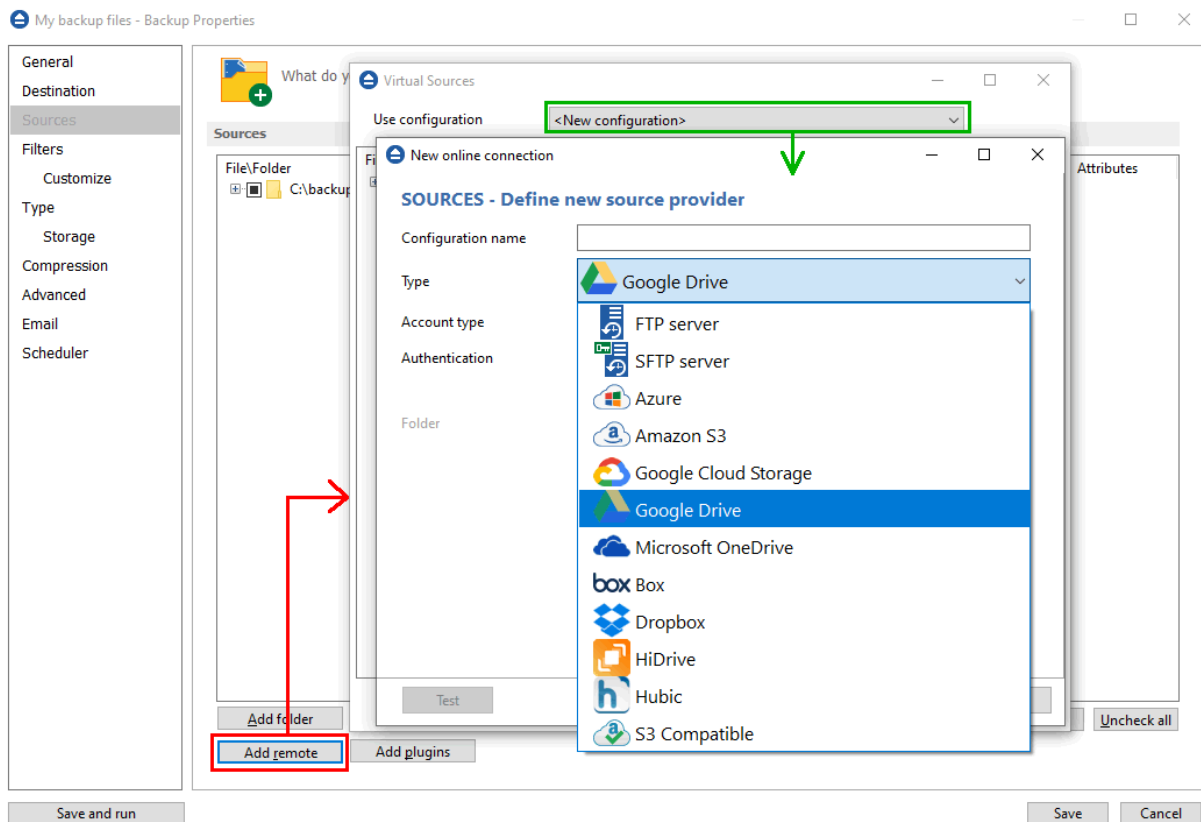 My backup files - Backup Properties
General
Destination
Sources
Filters
Customize
Type
Storage
Compression
Advanced
Email
Scheduler
What do y
Sources
File\Folder
Attributes
C:\backup
Virtual Sources
Use configuration
<New configuration>
Fi
New online connection
SOURCES - Define new source provider
Configuration name
Type
Google Drive
Account type
Authentication
Folder
FTP server
SFTP server
Azure
a
Amazon S3
Google Cloud Storage
Google Drive
Microsoft OneDrive
box Box
Dropbox
HiDrive
h Hubic
a
S3 Compatible
Test
Add folder
Uncheck all
Add remote
Add plugins
Save and run
Save
Cancel